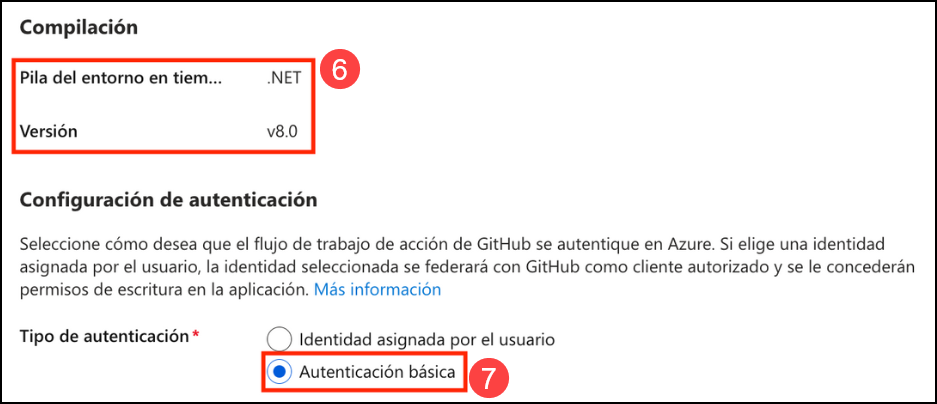 Compilación
Pila del entorno en tiem... .NET
6
Versión v8.0
Configuración de autenticación
Seleccione cómo desea que el flujo de trabajo de acción de GitHub se autentique en Azure. Si elige una identidad
asignada por el usuario, la identidad seleccionada se federará con GitHub como cliente autorizado y se le concederán
permisos de escritura en la aplicación. Más información
Tipo de autenticación *
Identidad asignada por el usuario
Autenticación básica
7